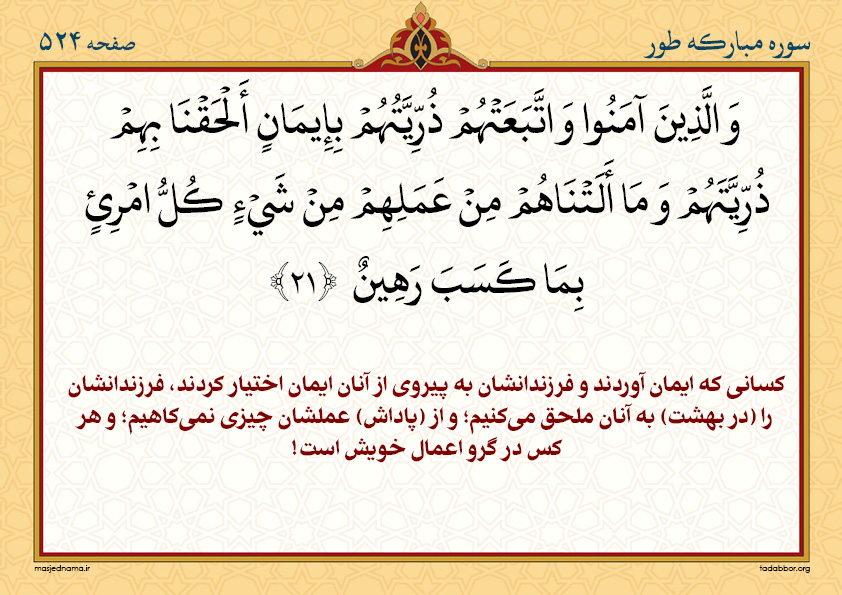 سوره مبارکه طور
صفحه ۵۲۴
وَ الَّذِينَ آمَنُوا وَ اتَّبَعَتْهُمْ ذُرِّيَّتُهُمْ بِإِيمَانٍ أَلْحَقْنَا بِهِمْ
ذُرِّيَّتَهُمْ وَ مَا أَلَتْنَاهُمْ مِنْ عَمَلِهِمْ مِنْ شَيْءٍ كُلُّ امْرِئٍ
بِمَا كَسَبَ رَهِينٌ ﴿۲۱﴾
کسانی که ایمان آوردند و فرزندانشان به پیروی از آنان ایمان اختیار کردند، فرزندانشان
را (در بهشت) به آنان ملحق می‌کنیم؛ و از (پاداش) عملشان چیزی نمی‌کاهیم؛ و هر
کس در گرو اعمال خویش است!
masjednama.ir
tadabbor.org